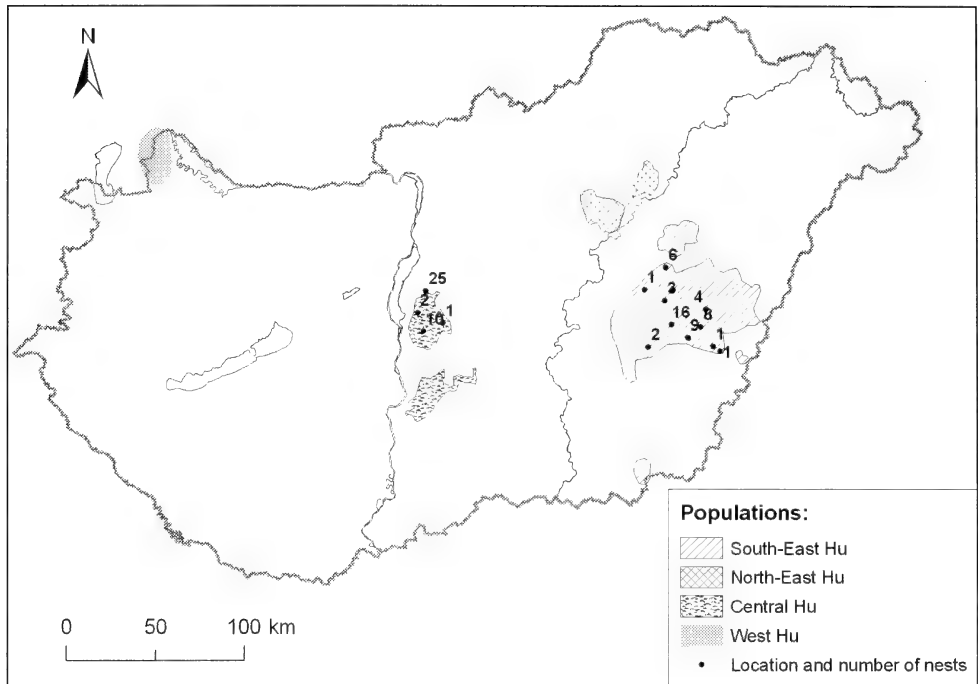 N
25
2
1
10
6
1
3
4
16
8
9
2
1
1
0 50 100 km
Populations:
South-East Hu
North-East Hu
Central Hu
West Hu
Location and number of nests